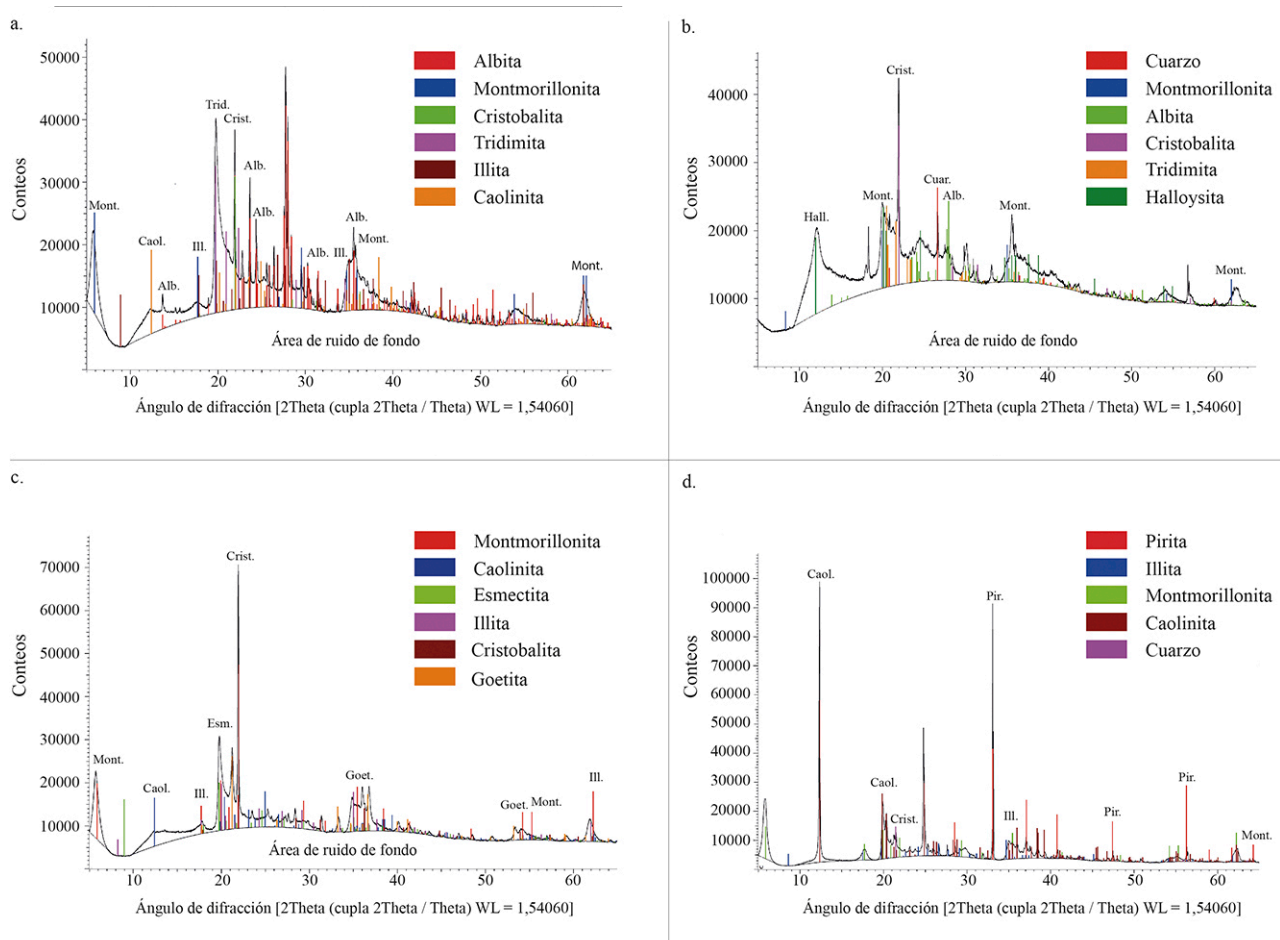 a.
50000
40000
30000
20000
10000
Conteos
Mont.
Caol.
Alb.
Ill.
Trid.
Crist.
Alb.
Alb.
Alb.
Ill.
Alb.
Mont.
Mont.
Albita
Montmorillonita
Cristobalita
Tridimita
Illita
Caolinita
Área de ruido de fondo
10 20 30 40 50 60
Ángulo de difracción [2Theta (cupla 2Theta / Theta) WL = 1,54060]
b.
40000
30000
20000
10000
Conteos
Hall.
Mont.
Crist.
Cuar.
Alb.
Mont.
Mont.
Cuarzo
Montmorillonita
Albita
Cristobalita
Tridimita
Halloysita
Área de ruido de fondo
10 20 30 40 50 60
Ángulo de difracción [2Theta (cupla 2Theta / Theta) WL = 1,54060]
c.
70000
60000
50000
40000
30000
20000
10000
Conteos
Mont.
Caol.
Ill.
Esm.
Crist.
Goet.
Goet.
Mont.
Ill.
Montmorillonita
Caolinita
Esmectita
Illita
Cristobalita
Goetita
Área de ruido de fondo
10 20 30 40 50 60
Ángulo de difracción [2Theta (cupla 2Theta / Theta) WL = 1,54060]
d.
100000
90000
80000
70000
60000
50000
40000
30000
20000
10000
Conteos
Caol.
Caol.
Crist.
Pir.
Ill.
Pir.
Pir.
Mont.
Pirita
Illita
Montmorillonita
Caolinita
Cuarzo
10 20 30 40 50 60
Ángulo de difracción [2Theta (cupla 2Theta / Theta) WL = 1,54060]